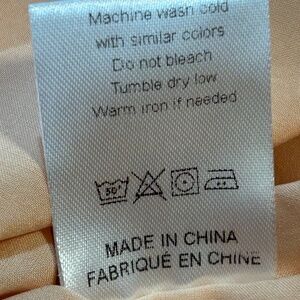 Machine wash cold
with similar colors
Do not bleach
Tumble dry low
Warm iron if needed
30°
MADE IN CHINA
FABRIQUÉ EN CHINE